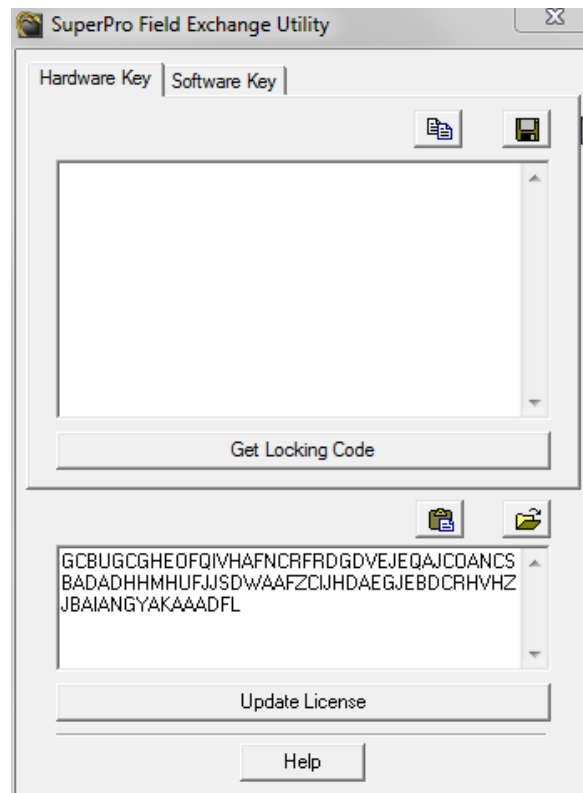 SuperPro Field Exchange Utility
Hardware Key
Software Key
Get Locking Code
GCBUGCGHEOFQIVHAFNCRFRDGDVEJEQAJCOANCS
BADADHHMHUFJJSDWAAFZCIJHDAEGJEBDCRHVHZ
JBAIANGYAKAAADFL
Update License
Help